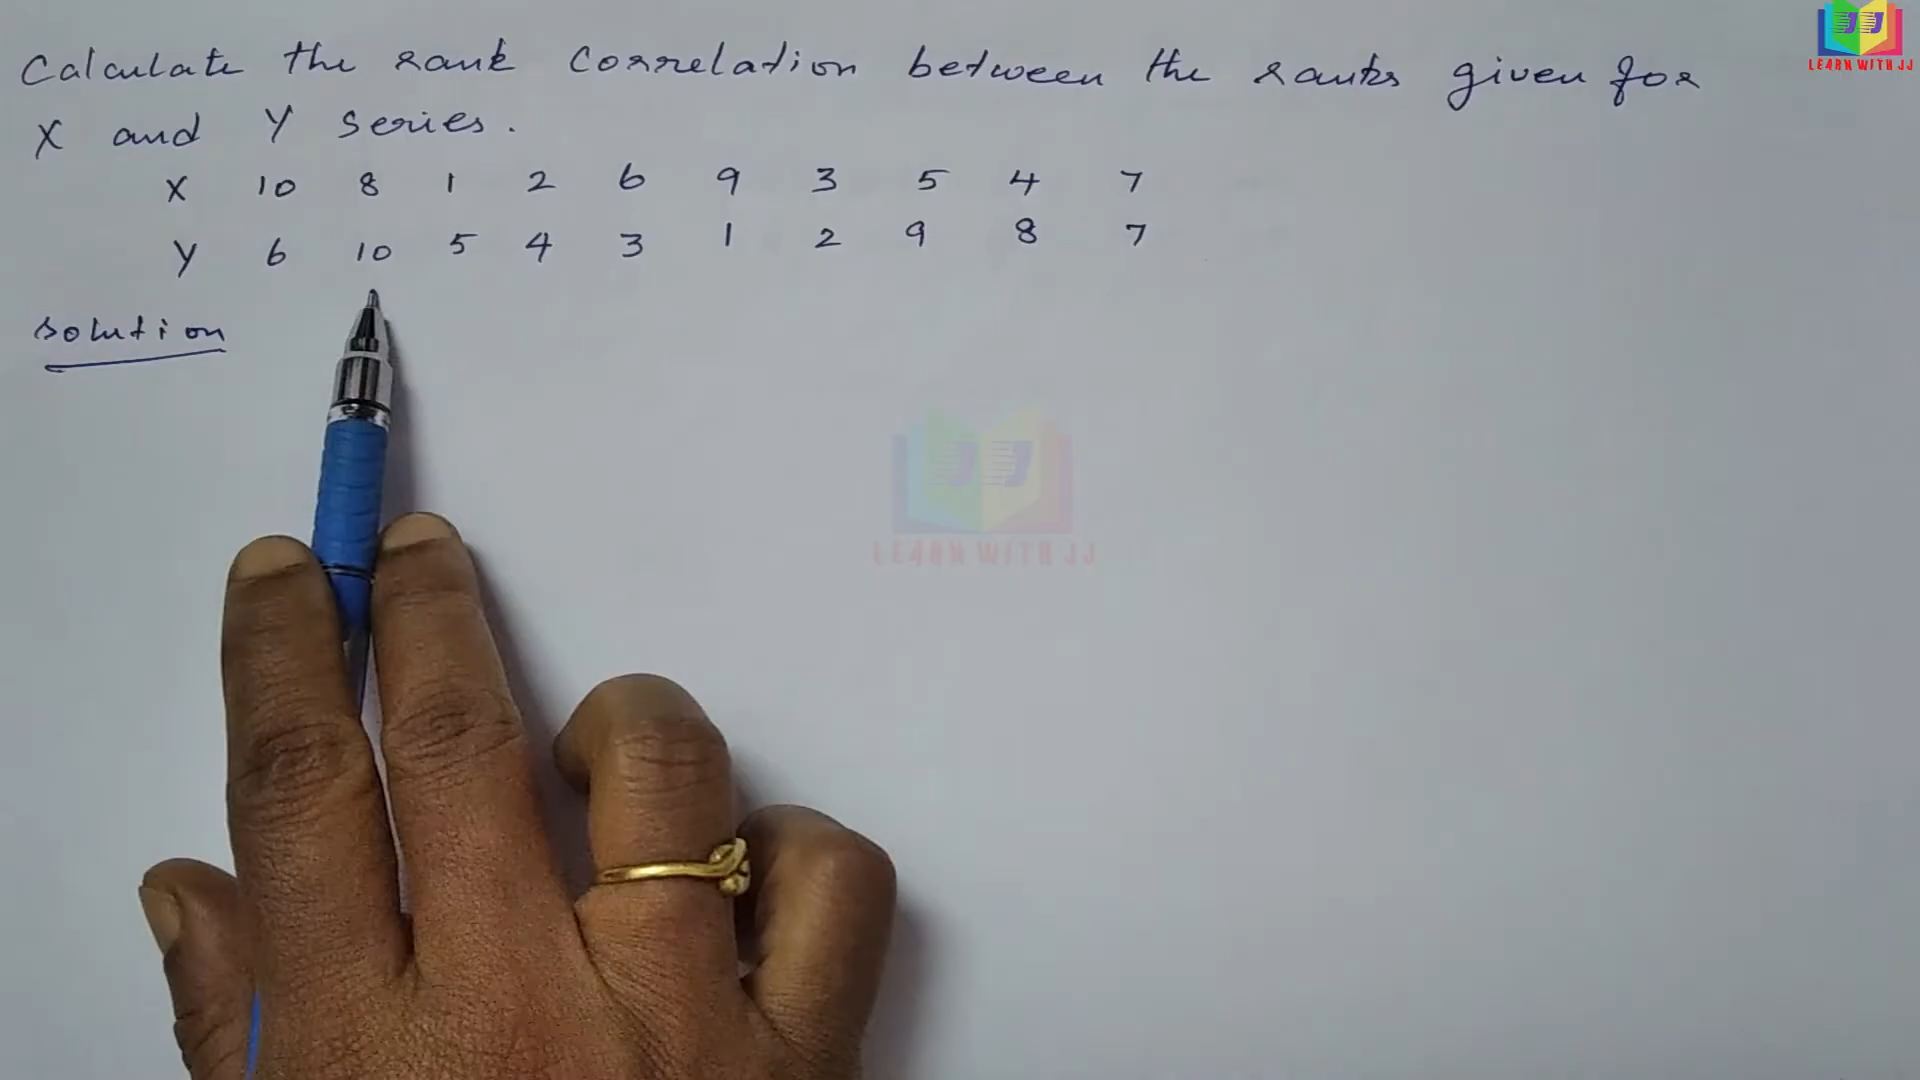 LEARN WITH JJ
Calculate the rank correlation between the ranks given for
X and Y series.
X 10 8 1 2 6 9 3 5 4 7
Y 6 10 5 4 3 1 2 9 8 7
solution
LEARN WITH JJ